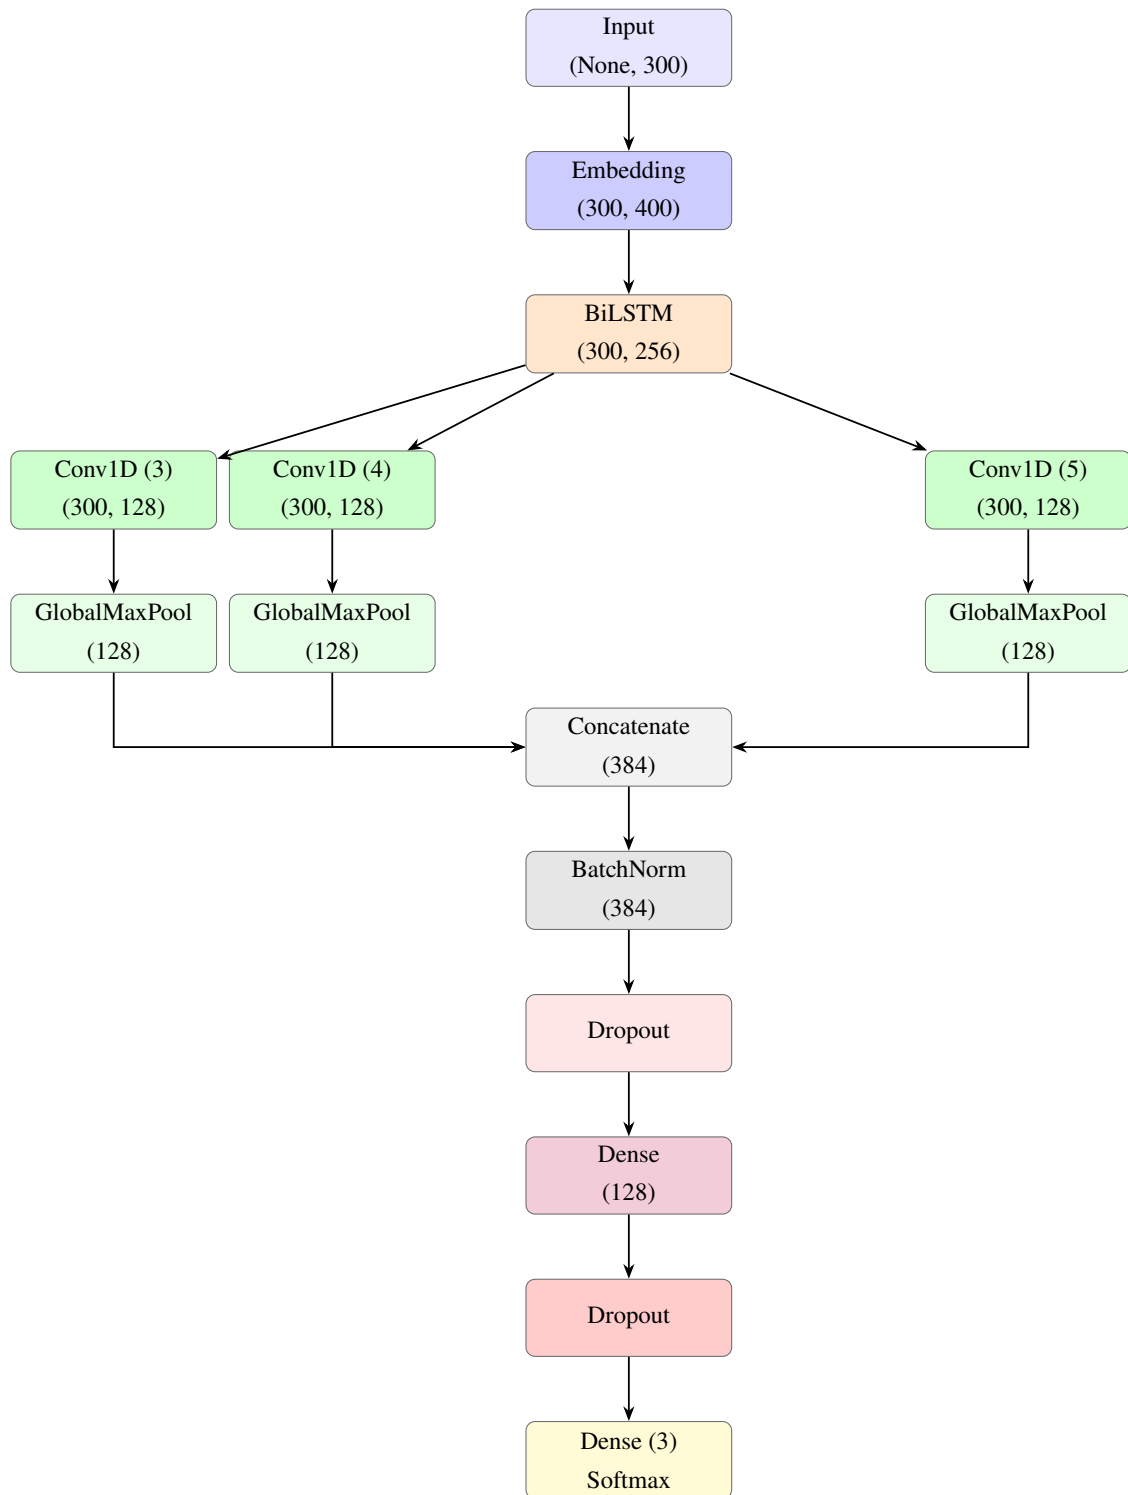 Input
(None, 300)
Embedding
(300, 400)
BiLSTM
(300, 256)
Conv1D (3)
(300, 128)
Conv1D (4)
(300, 128)
Conv1D (5)
(300, 128)
GlobalMaxPool
(128)
GlobalMaxPool
(128)
GlobalMaxPool
(128)
Concatenate
(384)
BatchNorm
(384)
Dropout
Dense
(128)
Dropout
Dense (3)
Softmax